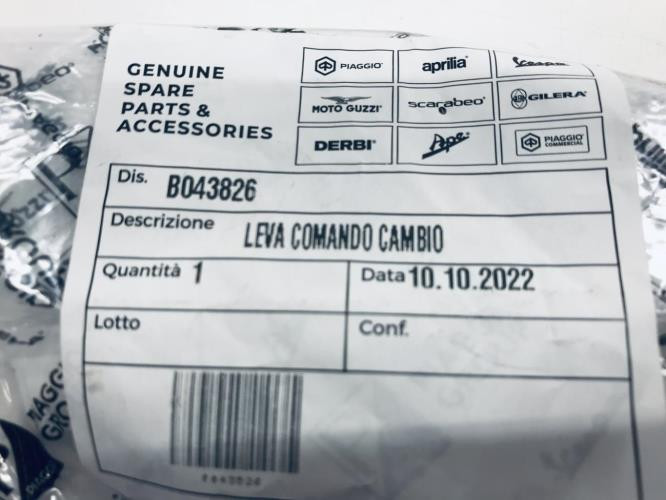 GENUINE
SPARE
PARTS &
ACCESSORIES
PIAGGIO
aprilia
Vespa
MOTO GUZZI
scarabeo
GILERA
DERBI
Ape
PIAGGIO
COMMERCIAL
Dis. B043826
Descrizione LEVA COMANDO CAMBIO
Quantità 1
Data 10.10.2022
Lotto
Conf.
PIAGGIO